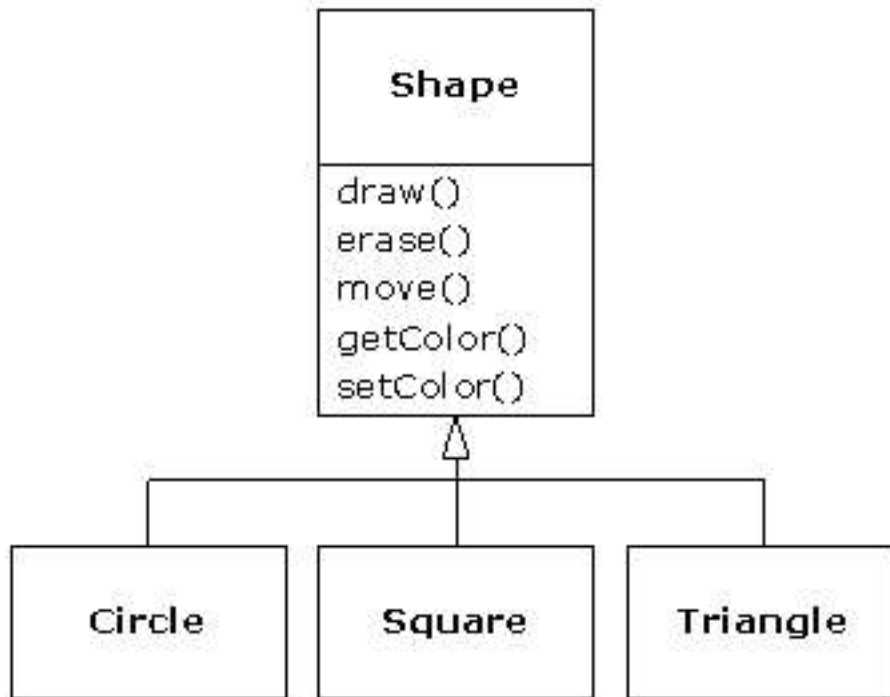 Shape
draw()
erase()
move()
getColor()
setColor()
Circle
Square
Triangle